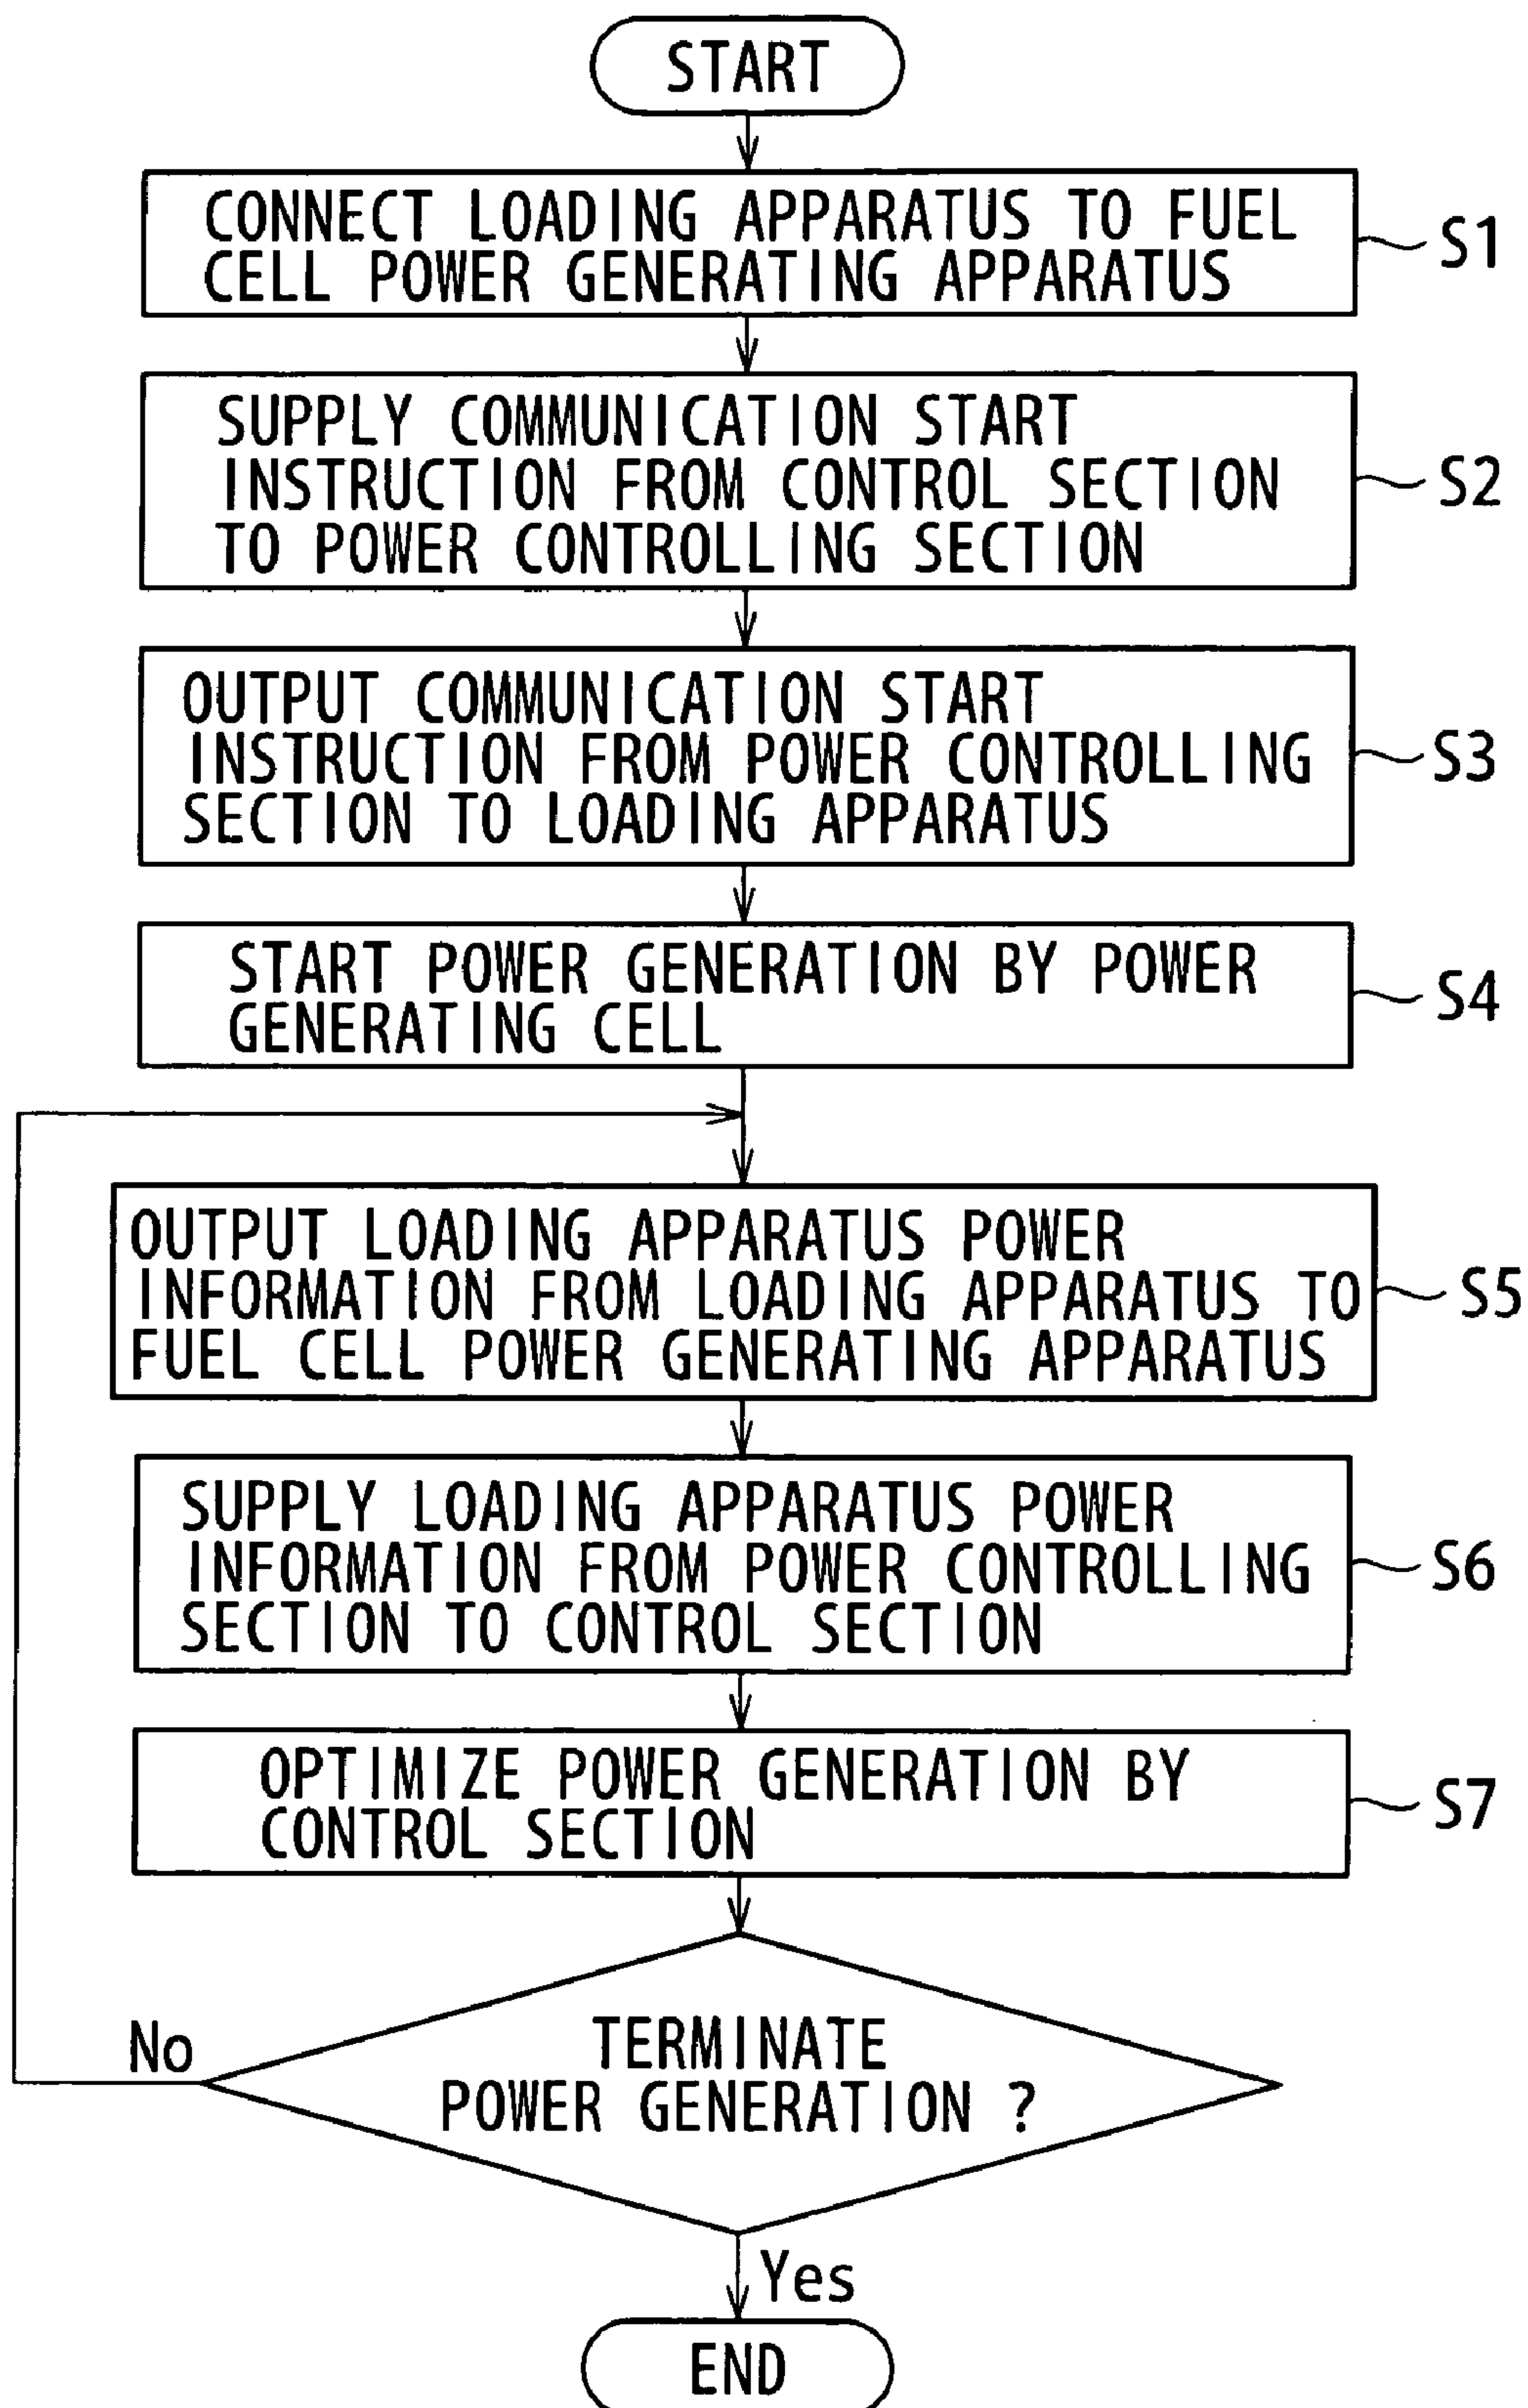 START
CONNECT LOADING APPARATUS TO FUEL
CELL POWER GENERATING APPARATUS
S1
SUPPLY COMMUNICATION START
INSTRUCTION FROM CONTROL SECTION
TO POWER CONTROLLING SECTION
S2
OUTPUT COMMUNICATION START
INSTRUCTION FROM POWER CONTROLLING
SECTION TO LOADING APPARATUS
S3
START POWER GENERATION BY POWER
GENERATING CELL
S4
OUTPUT LOADING APPARATUS POWER
INFORMATION FROM LOADING APPARATUS TO
FUEL CELL POWER GENERATING APPARATUS
S5
SUPPLY LOADING APPARATUS POWER
INFORMATION FROM POWER CONTROLLING
SECTION TO CONTROL SECTION
S6
OPTIMIZE POWER GENERATION BY
CONTROL SECTION
S7
No
TERMINATE
POWER GENERATION ?
Yes
END